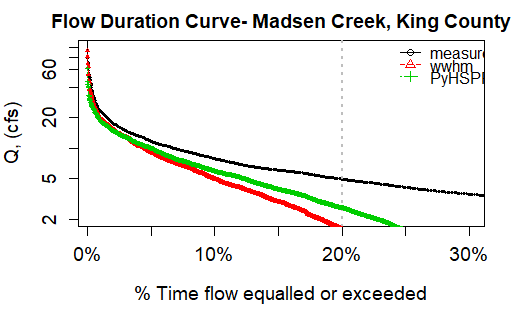 Flow Duration Curve- Madsen Creek, King County
measure
wwhm
PyHSP
60
20
5
2
Q, (cfs)
0%
10%
20%
30%
% Time flow equalled or exceeded